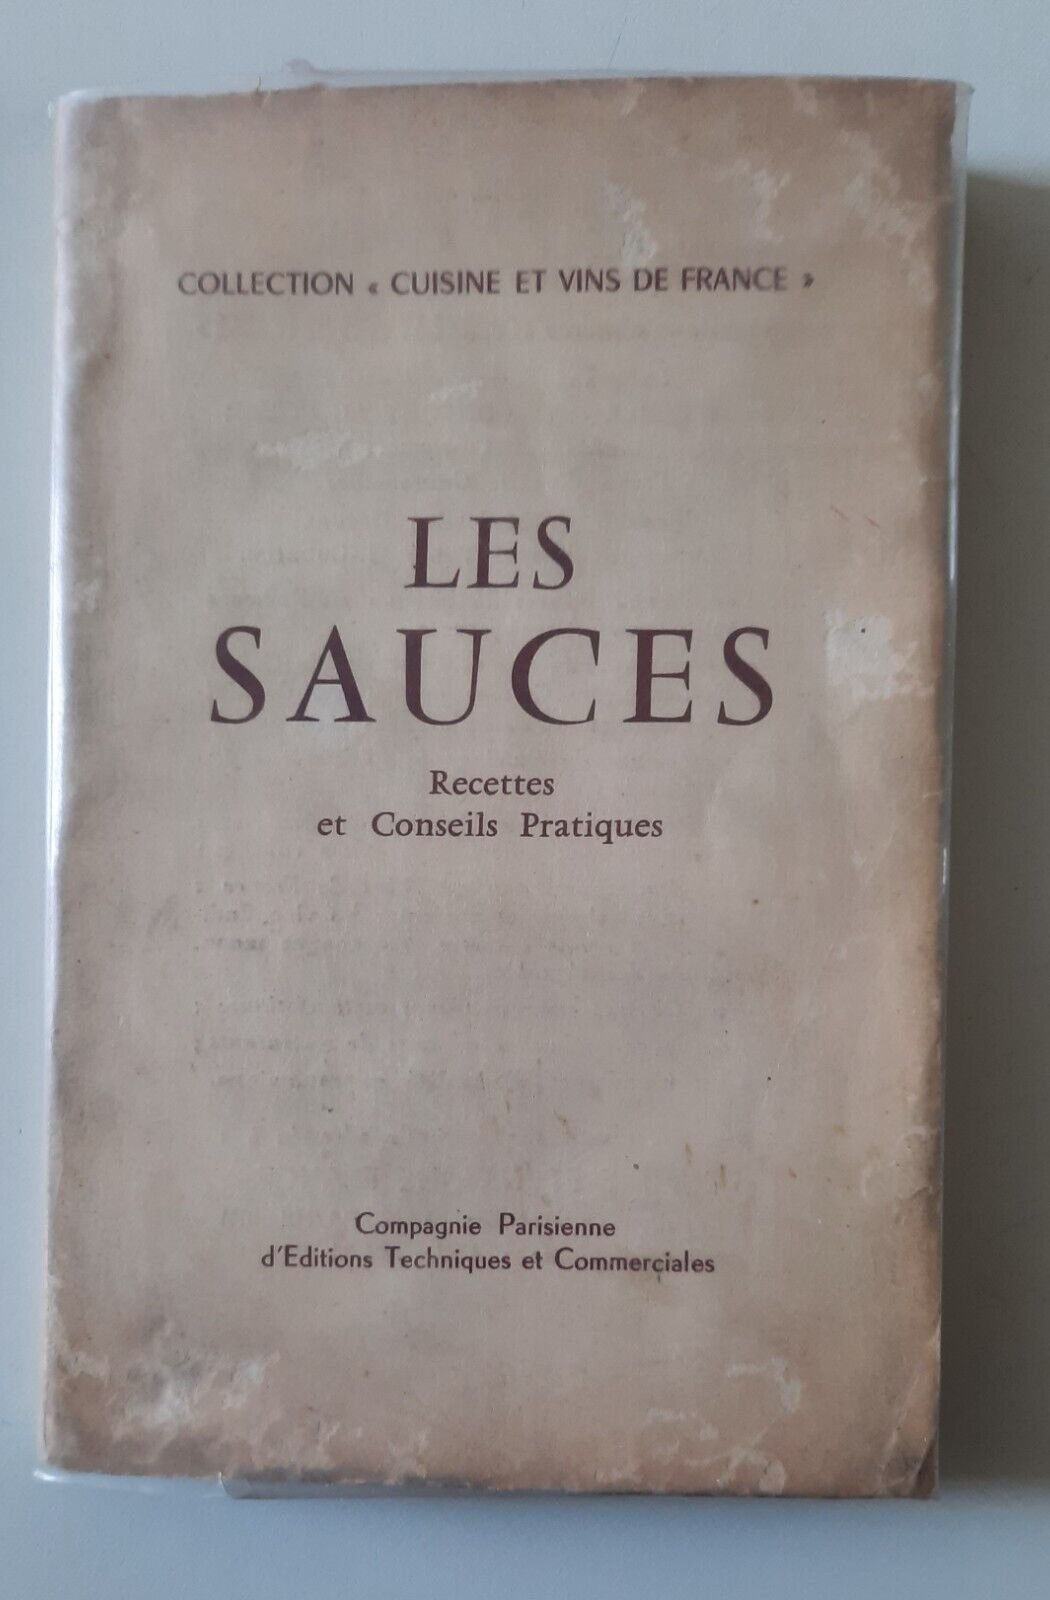 COLLECTION « CUISINE ET VINS DE FRANCE »
LES
SAUCES
Recettes
et Conseils Pratiques
Compagnie Parisienne
d'Editions Techniques et Commerciales